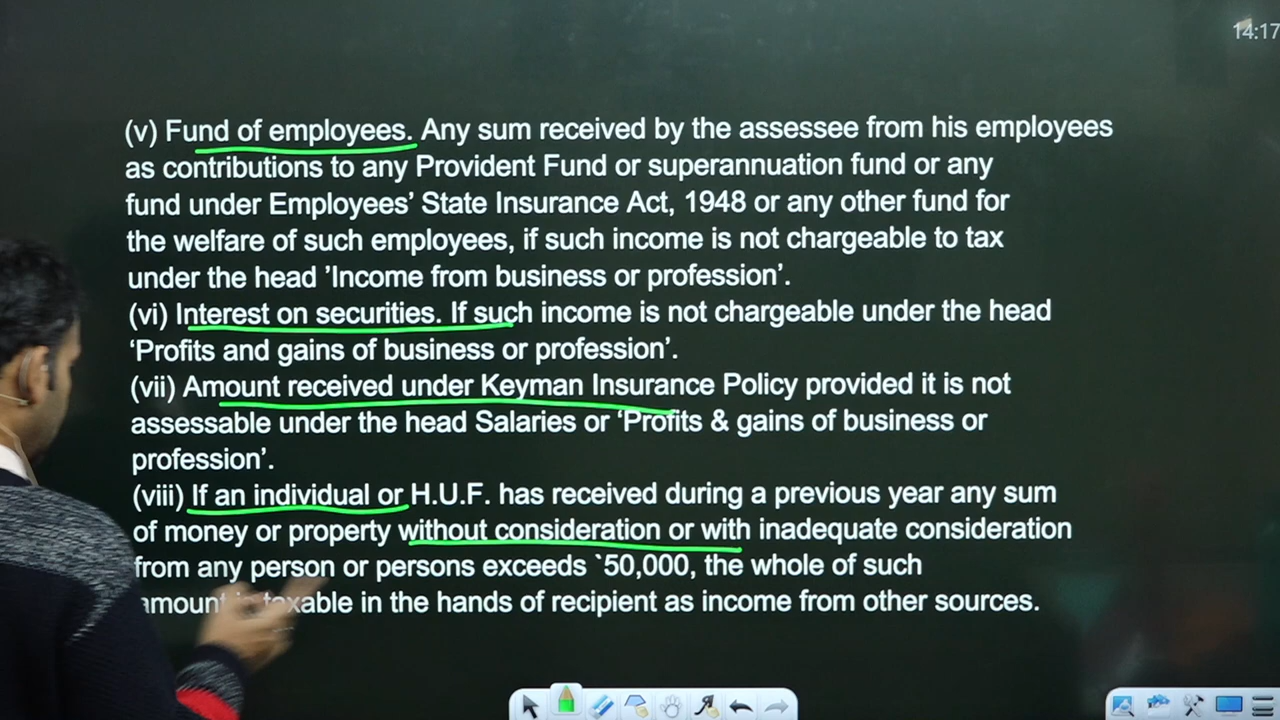 14:17
(v) Fund of employees. Any sum received by the assessee from his employees
as contributions to any Provident Fund or superannuation fund or any
fund under Employees’ State Insurance Act, 1948 or any other fund for
the welfare of such employees, if such income is not chargeable to tax
under the head ’Income from business or profession’.
(vi) Interest on securities. If such income is not chargeable under the head
‘Profits and gains of business or profession’.
(vii) Amount received under Keyman Insurance Policy provided it is not
assessable under the head Salaries or ‘Profits & gains of business or
profession’.
(viii) If an individual or H.U.F. has received during a previous year any sum
of money or property without consideration or with inadequate consideration
from any person or persons exceeds `50,000, the whole of such
amount taxable in the hands of recipient as income from other sources.